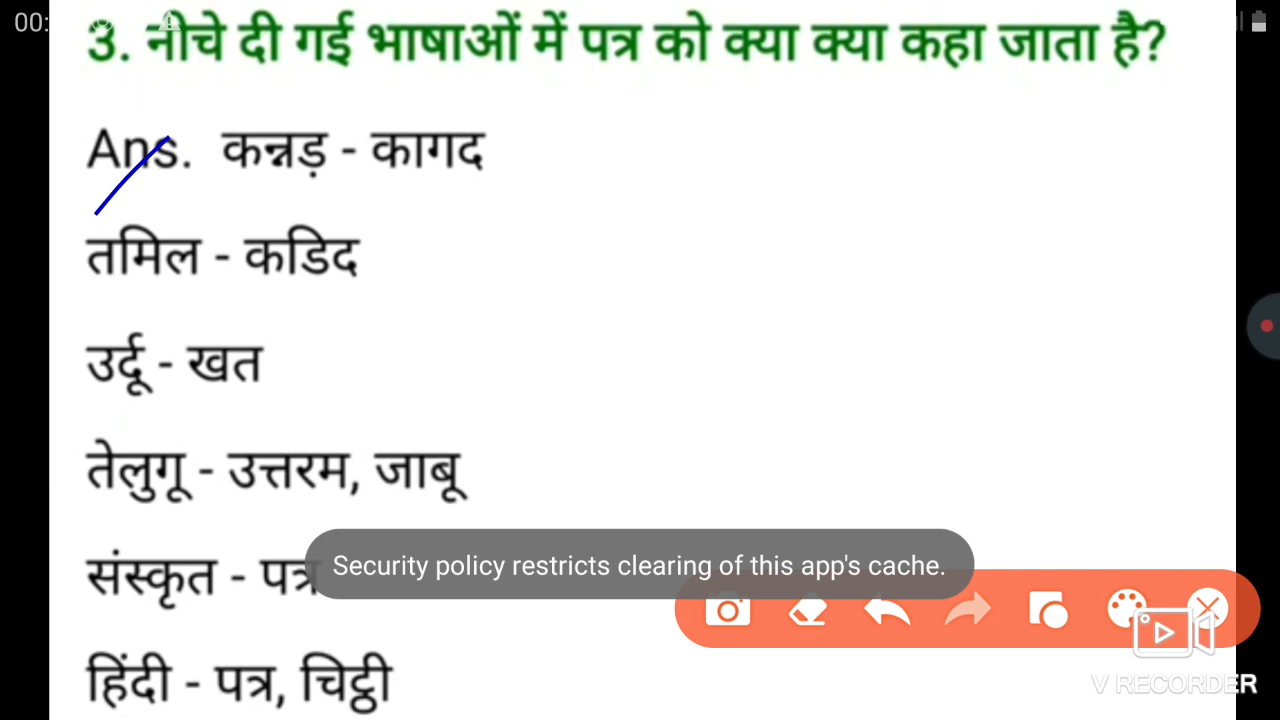 00:
3. नीचे दी गई भाषाओं में पत्र को क्या क्या कहा जाता है?
Ans. कन्नड़ - कागद
तमिल - कडिद
उर्दू - खत
तेलुगू - उत्तरम, जाबू
संस्कृत - पत्र
Security policy restricts clearing of this app's cache.
हिंदी - पत्र, चिट्ठी
V RECORDER